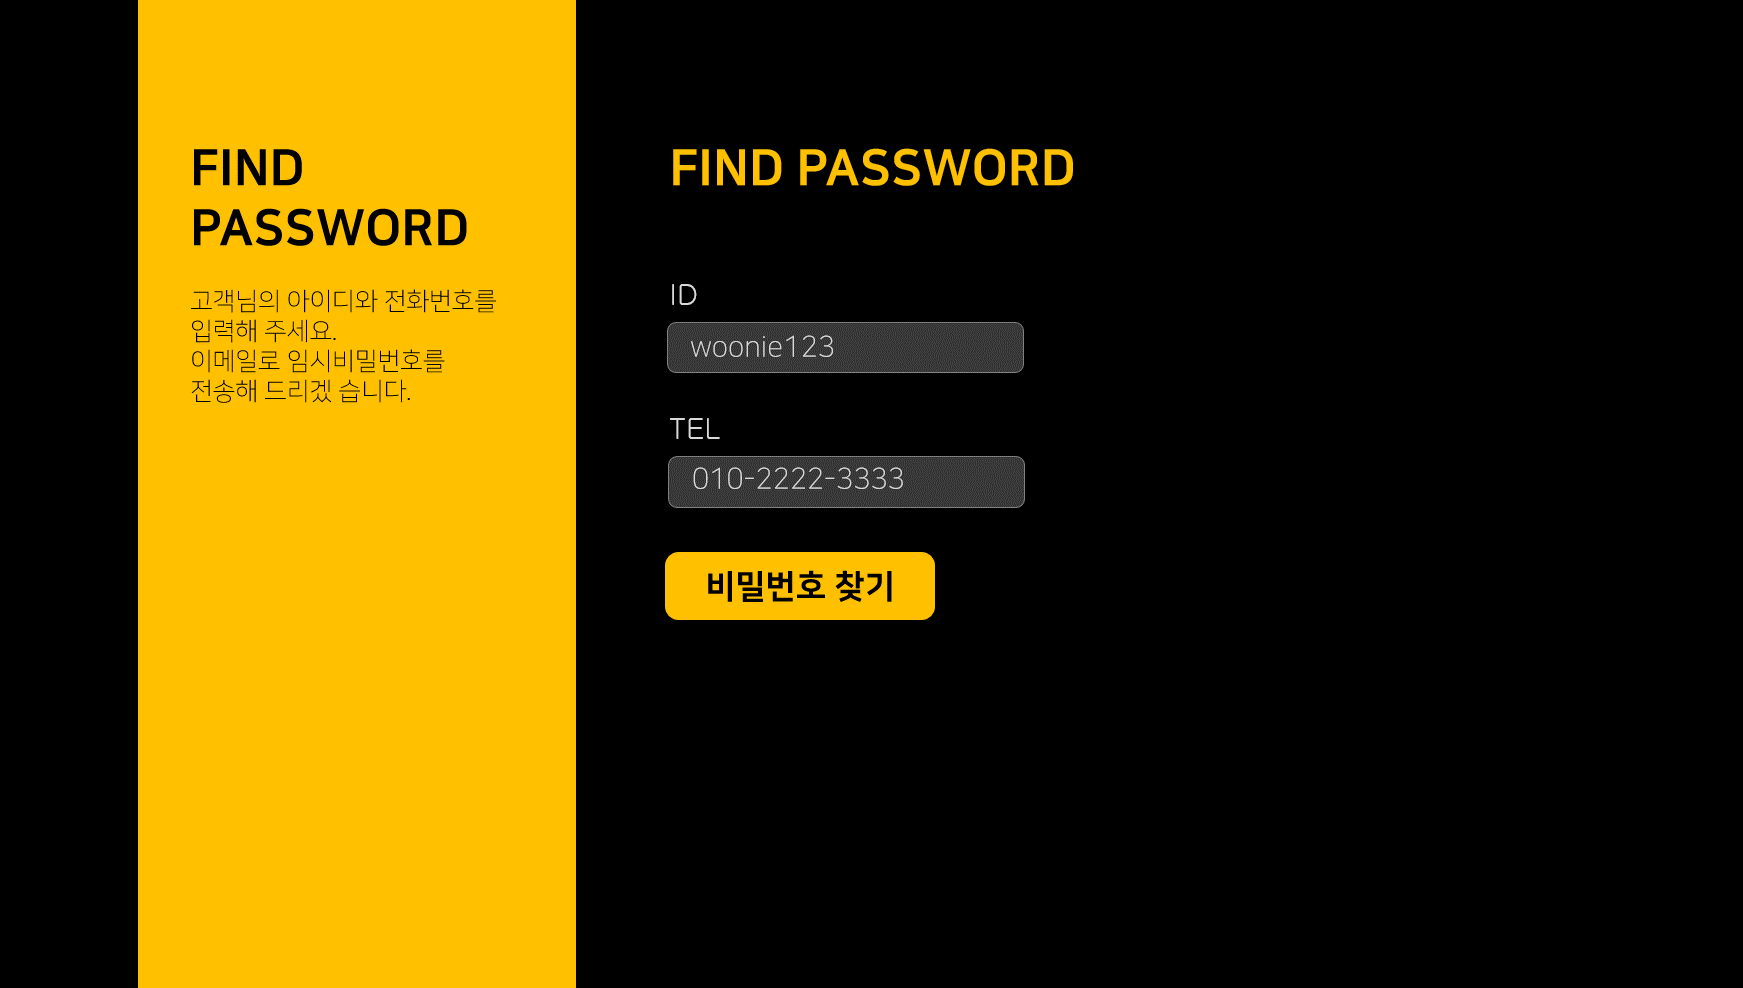 FIND
PASSWORD
고객님의 아이디와 전화번호를
입력해 주세요.
이메일로 임시비밀번호를
전송해 드리겠 습니다.
FIND PASSWORD
ID
woonie123
TEL
010-2222-3333
비밀번호 찾기